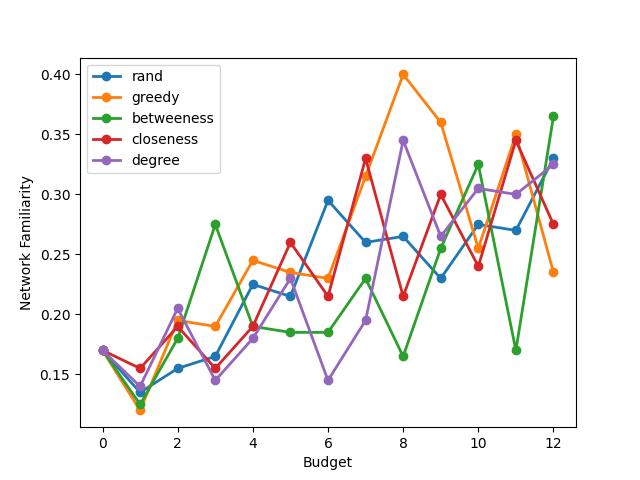 rand
greedy
betweeness
closeness
degree
0.40
0.35
0.30
0.25
0.20
0.15
Network Familiarity
0 2 4 6 8 10 12
Budget